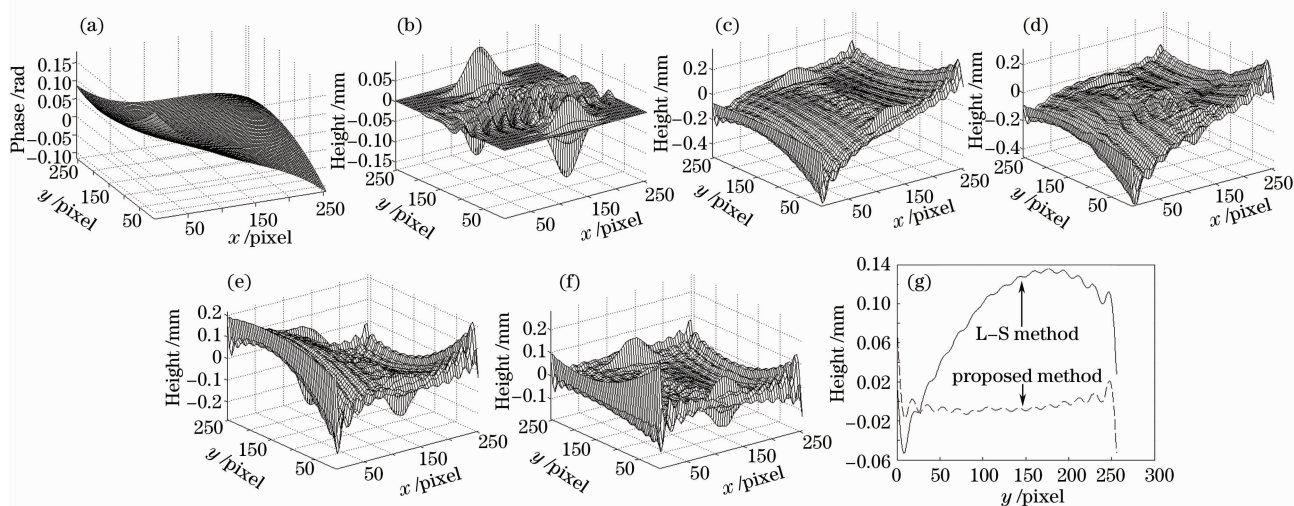 (a)
Phase /rad
0.15
0.10
0.05
0
−0.05
−0.10
250
150
50
y /pixel
50
150
250
x /pixel
(b)
Height /mm
0.05
0
−0.05
−0.10
−0.15
250
150
50
y /pixel
50
150
250
x /pixel
(c)
Height /mm
0.2
0
−0.2
−0.4
250
150
50
y /pixel
50
150
250
x /pixel
(d)
Height /mm
0.2
0
−0.2
−0.4
250
150
50
y /pixel
50
150
250
x /pixel
(e)
Height /mm
0.2
0.1
0
−0.1
−0.2
250
150
50
y /pixel
50
150
250
x /pixel
(f)
Height /mm
0.2
0.1
0
−0.1
250
150
50
y /pixel
50
150
250
x /pixel
(g)
Height /mm
0.14
0.10
0.06
0.02
−0.02
−0.06
L−S method
proposed method
0
50
100
150
200
250
300
y /pixel